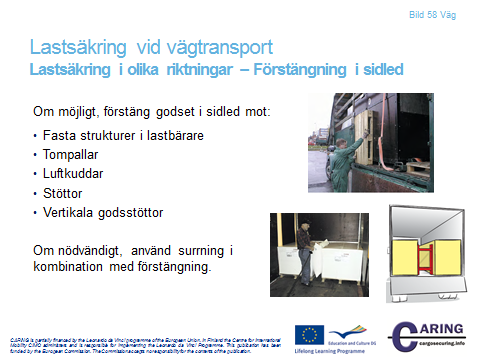 Bild 58 Väg
Lastsäkring vid vägtransport
Lastsäkring i olika riktningar – Förstängning i sidled
Om möjligt, förstäng godset i sidled mot:
• Fasta strukturer i lastbärare
• Tompallar
• Luftkuddar
• Stöttor
• Vertikala godsstöttor
Om nödvändigt, använd surrning i
kombination med förstängning.
CARING is partially financed by the Leonardo da Vinci programme of the European Union. In Finland the Centre for International
Mobility CIMO administers and is responsible for implementing the Leonardo da Vinci Programme. This publication has been
funded by the European Commission. The Commission accepts no responsibility for the contents of the publication.
Education and Culture DG
Lifelong Learning Programme
CARING
cargosecuring.info